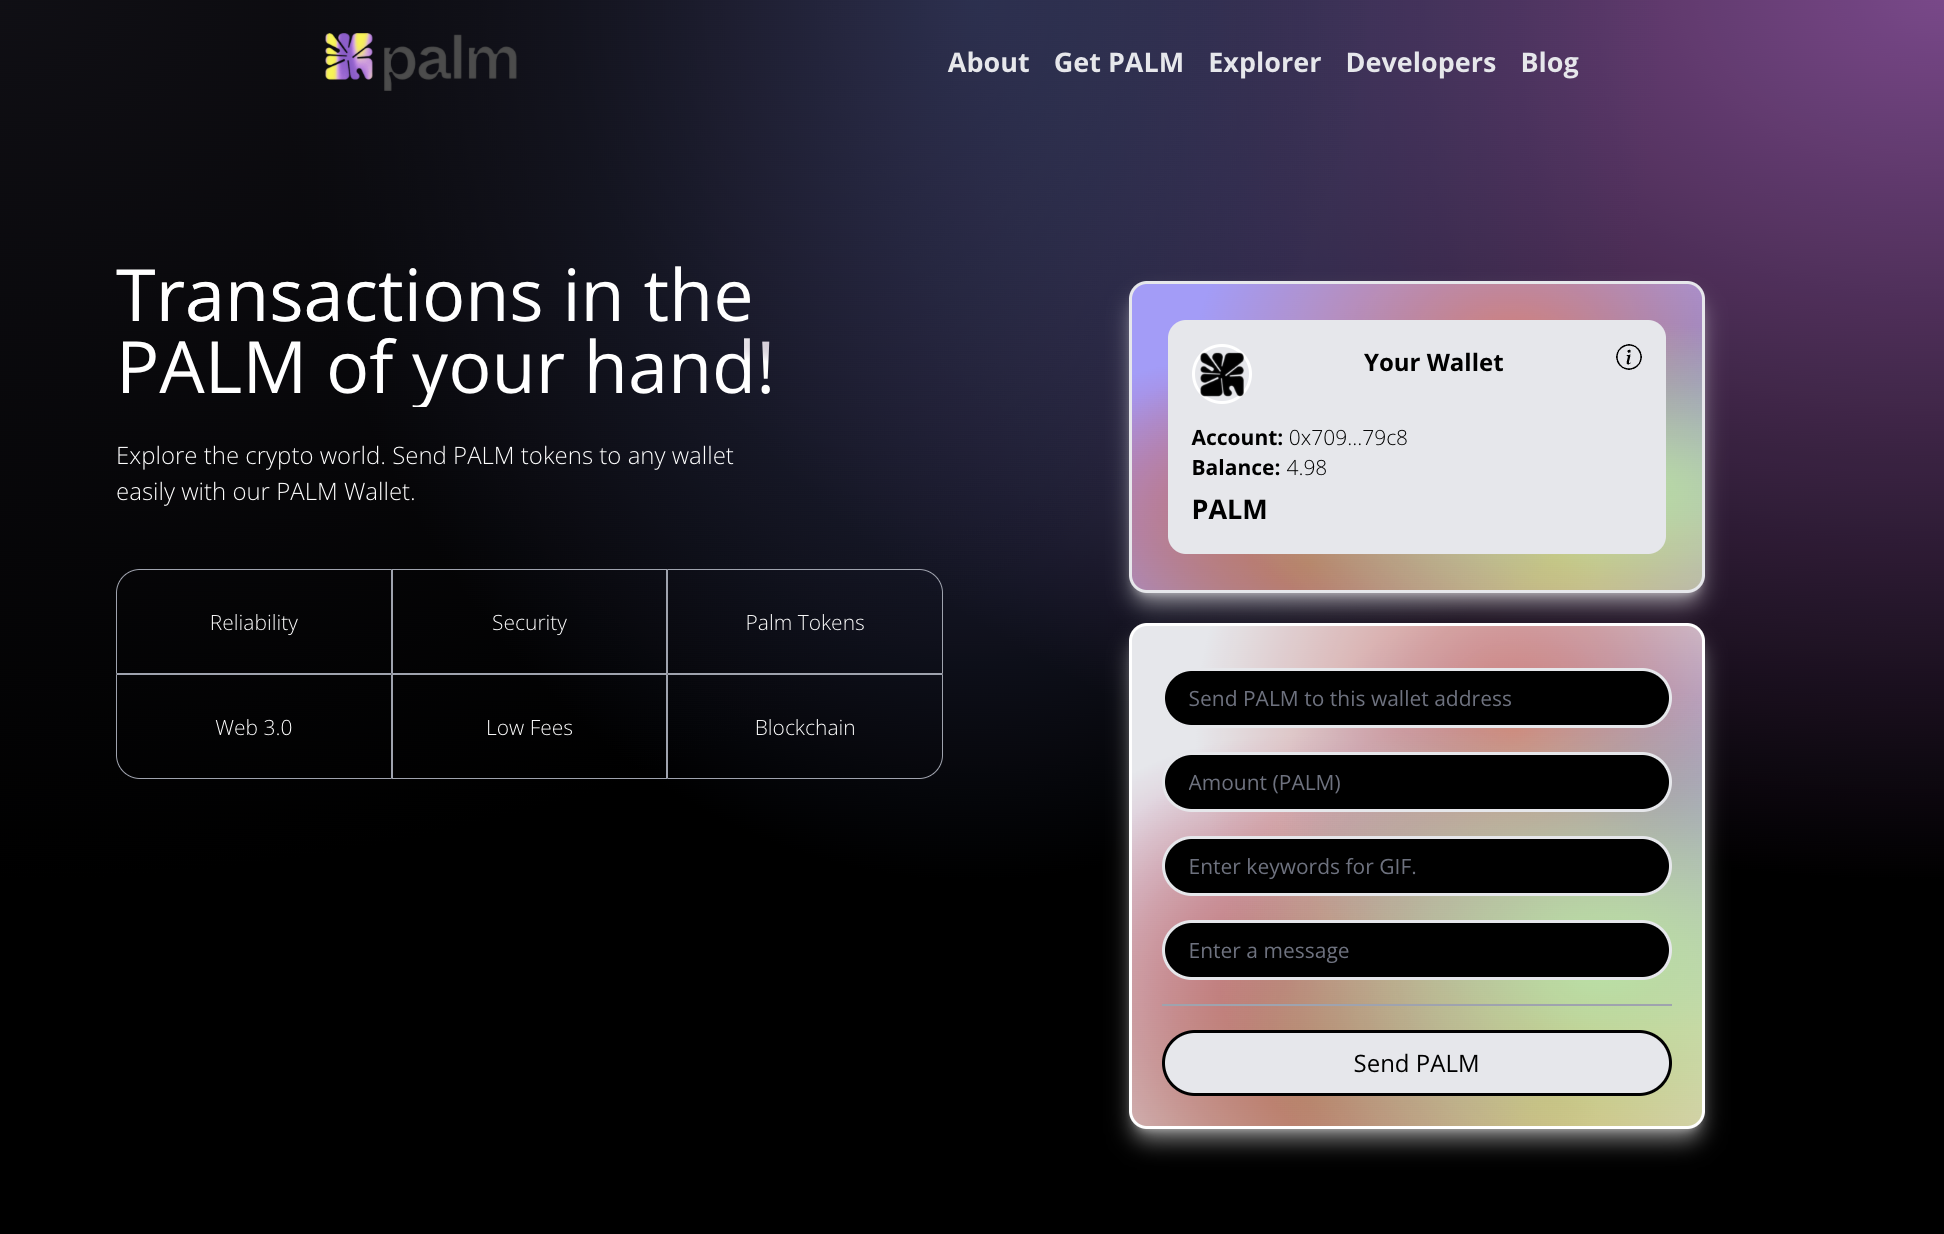 palm
About Get PALM Explorer Developers Blog
Transactions in the
PALM of your hand!
Explore the crypto world. Send PALM tokens to any wallet
easily with our PALM Wallet.
Reliability Security Palm Tokens
Web 3.0 Low Fees Blockchain
Your Wallet
i
Account: 0x709...79c8
Balance: 4.98
PALM
Send PALM to this wallet address
Amount (PALM)
Enter keywords for GIF.
Enter a message
Send PALM